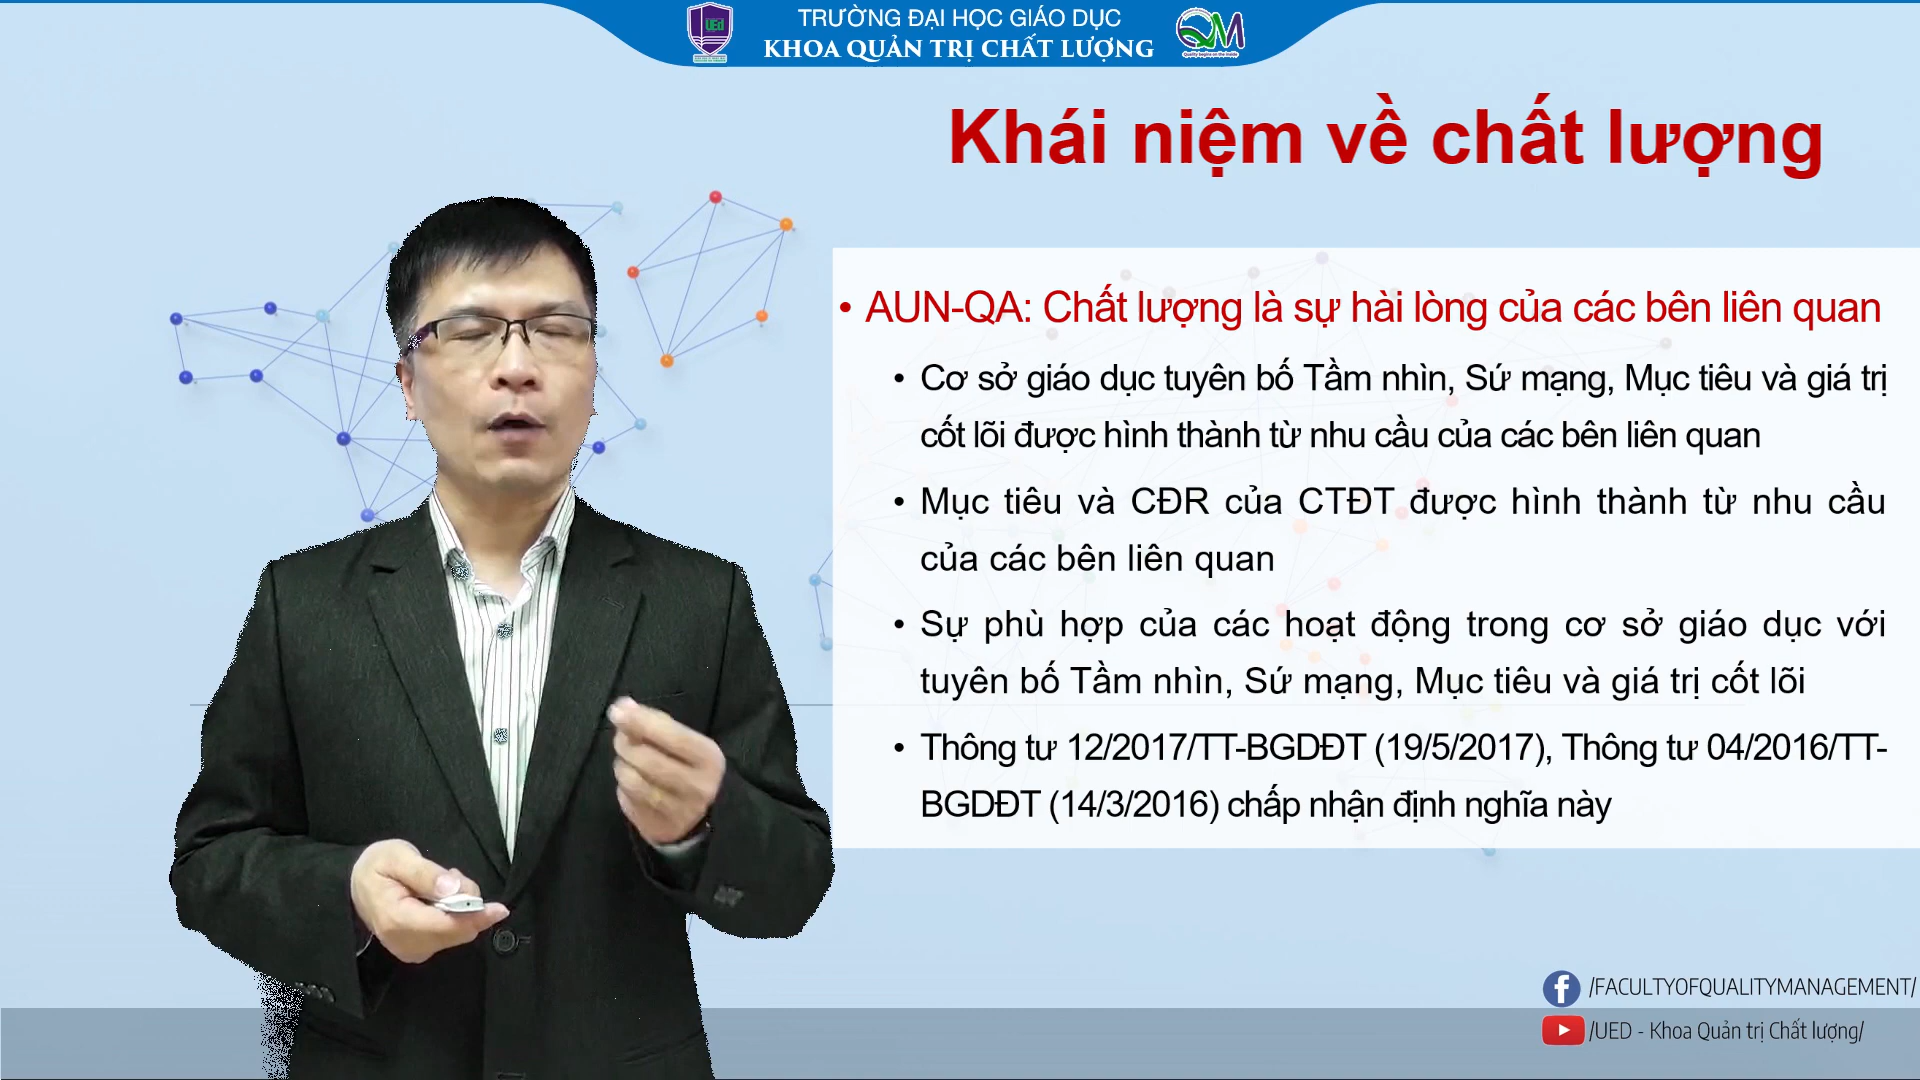 UEd
TRƯỜNG ĐẠI HỌC GIÁO DỤC
KHOA QUẢN TRỊ CHẤT LƯỢNG
QM
Khái niệm về chất lượng
• AUN-QA: Chất lượng là sự hài lòng của các bên liên quan
• Cơ sở giáo dục tuyên bố Tầm nhìn, Sứ mạng, Mục tiêu và giá trị
cốt lõi được hình thành từ nhu cầu của các bên liên quan
• Mục tiêu và CĐR của CTĐT được hình thành từ nhu cầu
của các bên liên quan
• Sự phù hợp của các hoạt động trong cơ sở giáo dục với
tuyên bố Tầm nhìn, Sứ mạng, Mục tiêu và giá trị cốt lõi
• Thông tư 12/2017/TT-BGDĐT (19/5/2017), Thông tư 04/2016/TT-
BGDĐT (14/3/2016) chấp nhận định nghĩa này
/FACULTYOFQUALITYMANAGEMENT/
/UED - Khoa Quản trị Chất lượng/